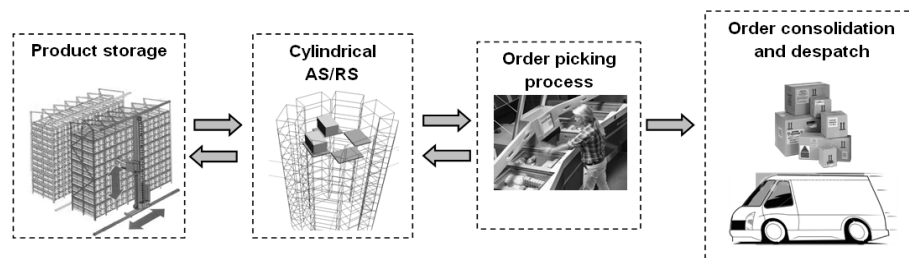 Product storage
Cylindrical
AS/RS
Order picking
process
Order consolidation
and despatch